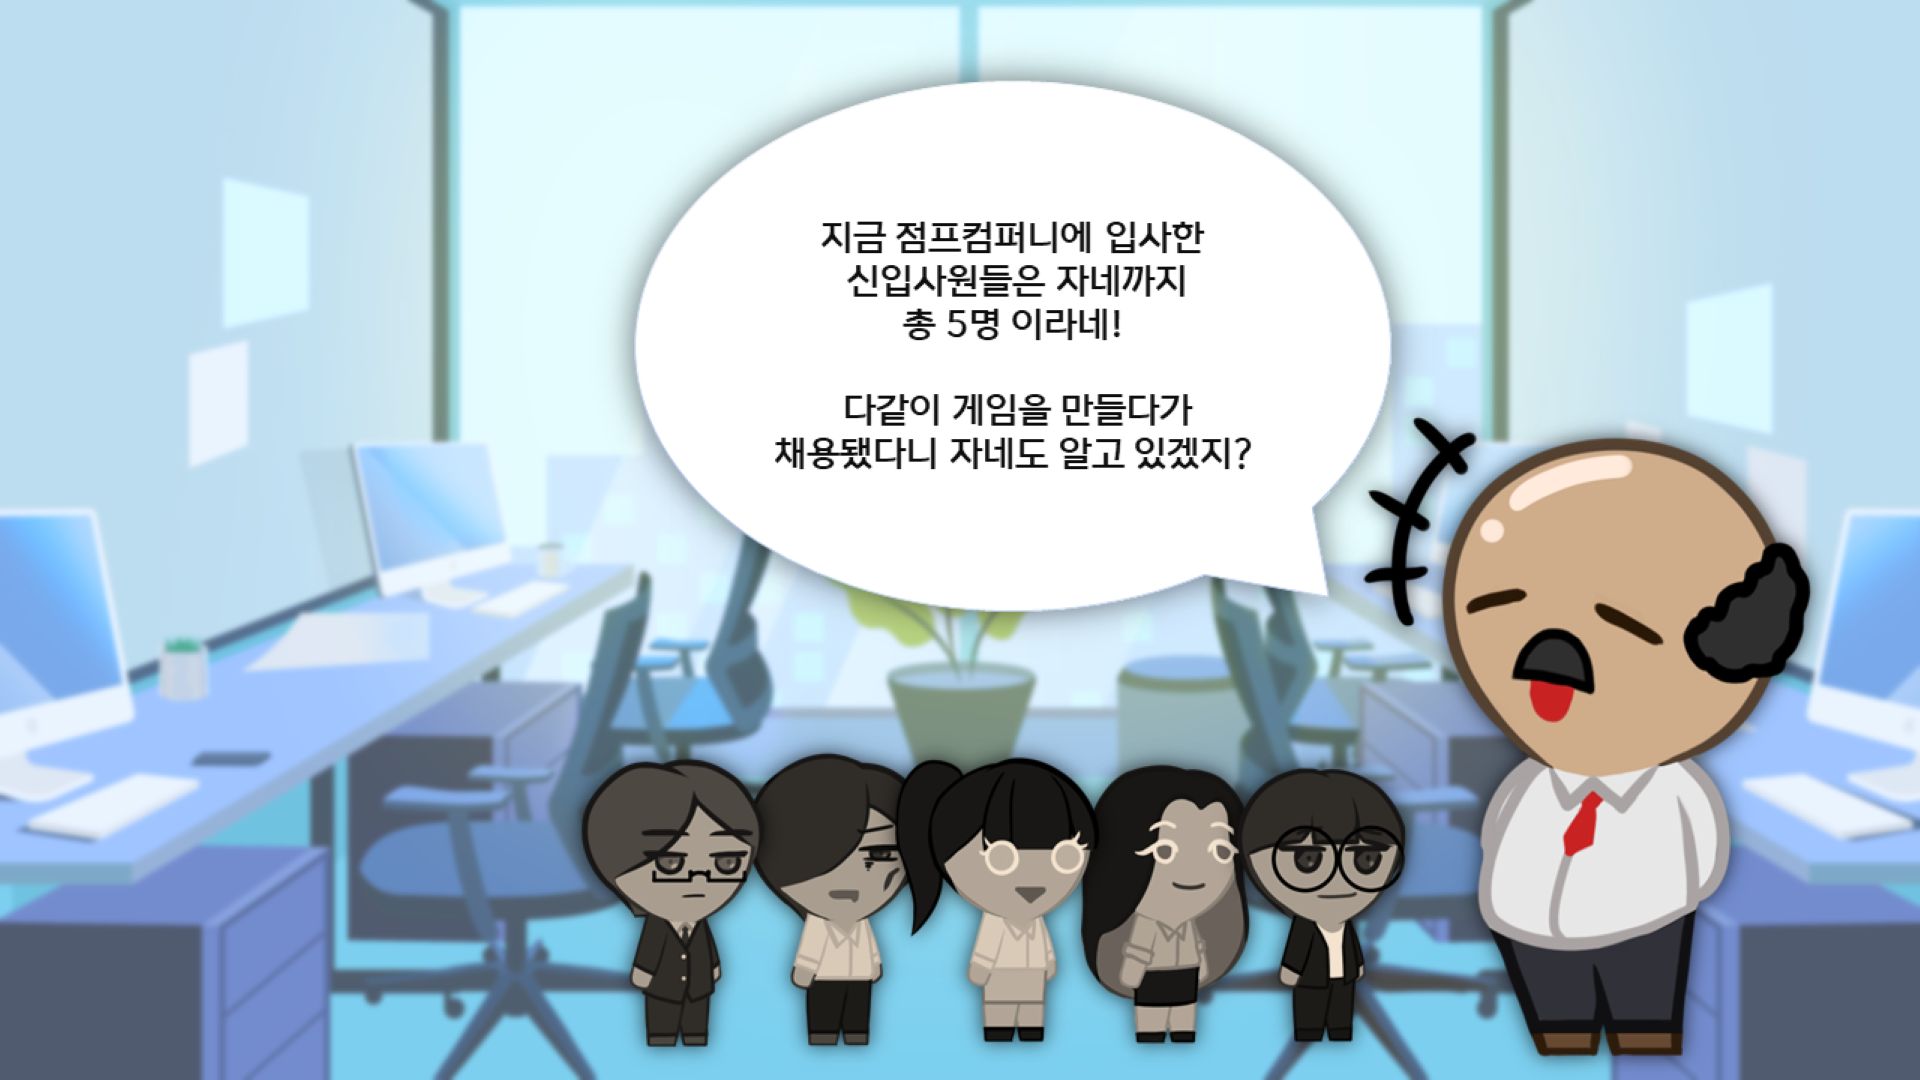 지금 점프컴퍼니에 입사한
신입사원들은 자네까지
총 5명 이라네!
다같이 게임을 만들다가
채용됐다니 자네도 알고 있겠지?